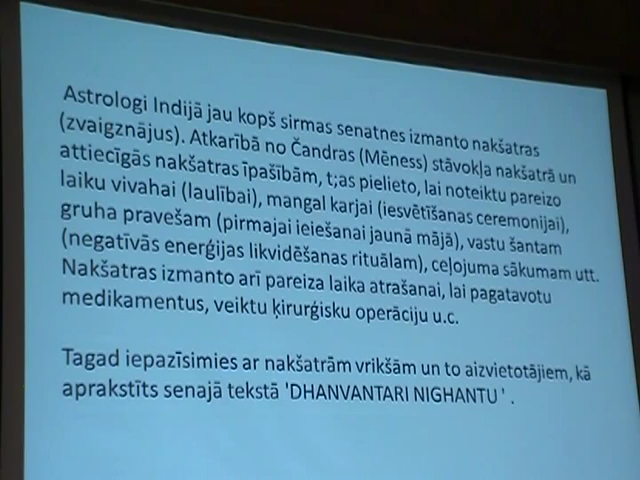 Astrologi Indijā jau kopš sirmas senatnes izmanto nakšatras
(zvaigznājus). Atkarībā no Čandras (Mēness) stāvokļa nakšatrā un
attiecīgās nakšatras īpašībām, t;as pielieto, lai noteiktu pareizo
laiku vivahai (laulībai), mangal karjai (iesvētīšanas ceremonijai),
gruha pravešam (pirmajai ieiešanai jaunā mājā), vastu šantam
(negatīvās enerģijas likvidēšanas rituālam), ceļojuma sākumam utt.
Nakšatras izmanto arī pareiza laika atrašanai, lai pagatavotu
medikamentus, veiktu ķirurģisku operāciju u.c.
Tagad iepazīsimies ar nakšatrām vrikšām un to aizvietotājiem, kā
aprakstīts senajā tekstā 'DHANVANTARI NIGHANTU' .